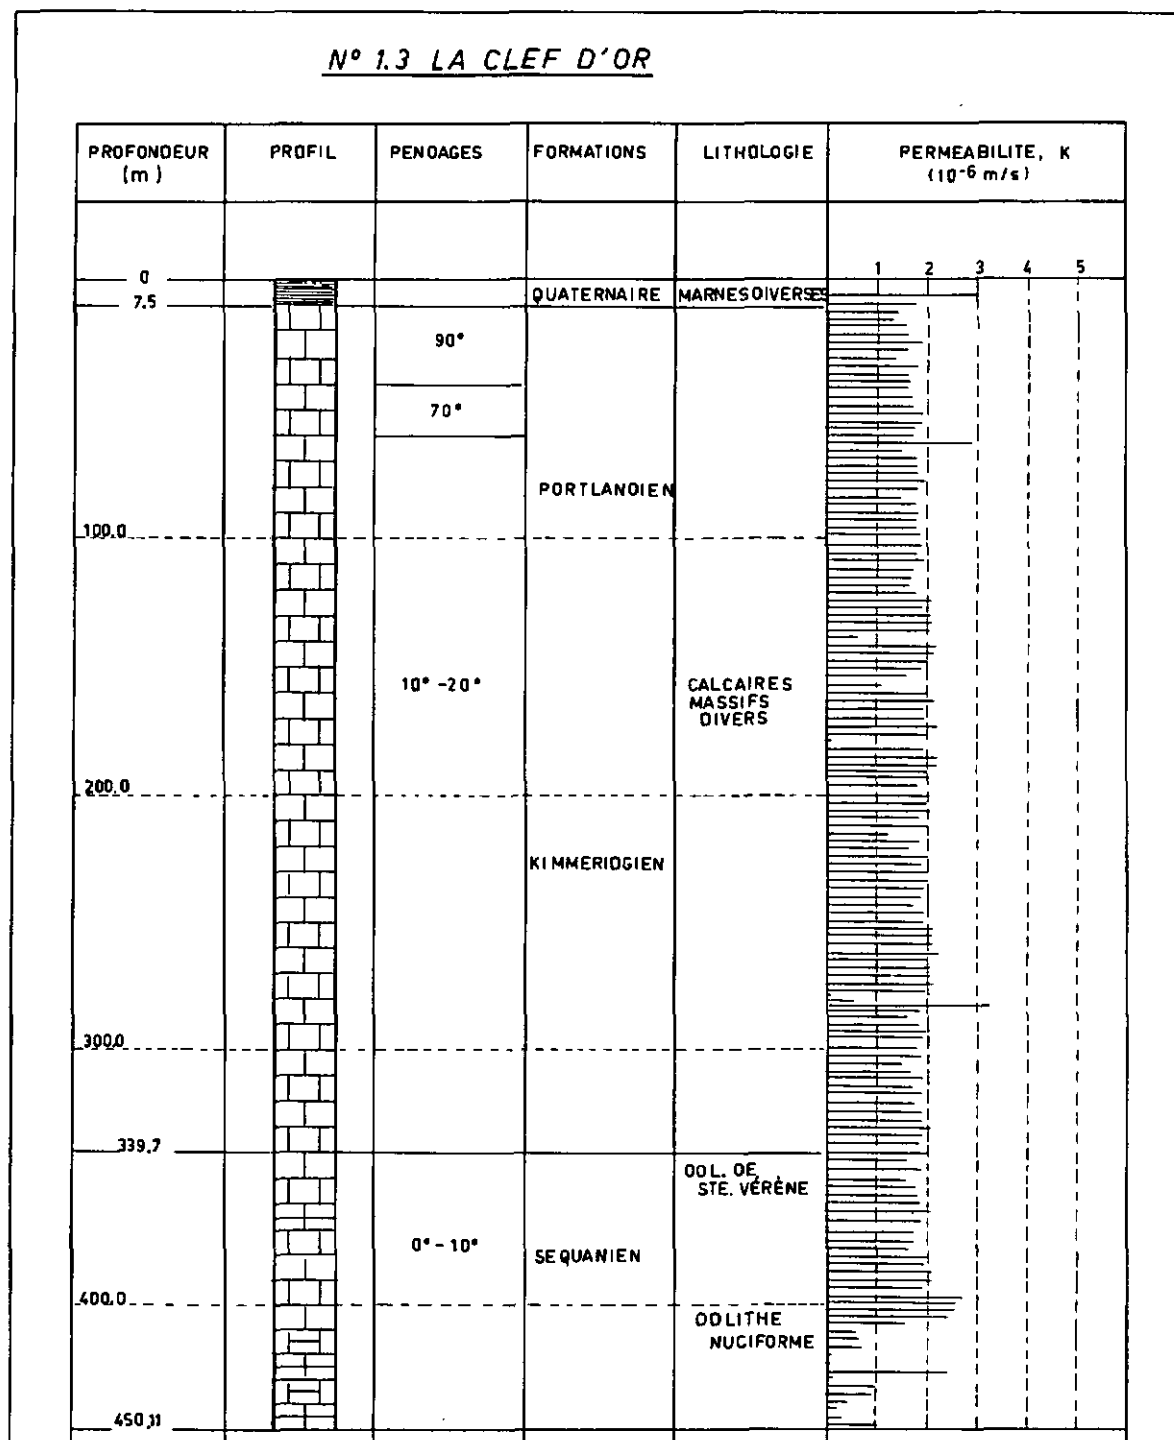 Nº 1.3 LA CLEF D'OR
PROFONDEUR
(m)
PROFIL
PENDAGES
FORMATIONS
LITHOLOGIE
PERMEABILITE, K
(10⁻⁶ m/s)
1 2 3 4 5
0
7.5
QUATERNAIRE
MARNES DIVERSES
90°
70°
PORTLANDIEN
100.0
10° - 20°
CALCAIRES
MASSIFS
DIVERS
200.0
KIMMERIDGIEN
300.0
339.7
OOL. DE
STE. VÉRÈNE
0° - 10°
SEQUANIEN
400.0
OOLITHE
NUCIFORME
450,11